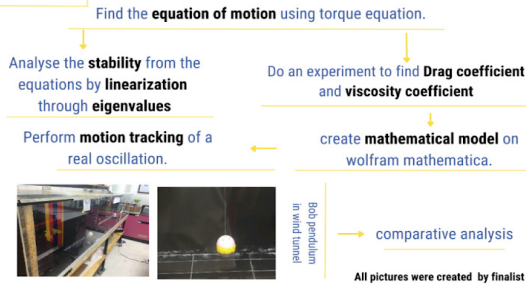 Find the equation of motion using torque equation.
Analyse the stability from the
equations by linearization
through eigenvalues
Do an experiment to find Drag coefficient
and viscosity coefficient
Perform motion tracking of a
real oscillation.
create mathematical model on
wolfram mathematica.
Bob pendulum
in wind tunnel
comparative analysis
All pictures were created by finalist